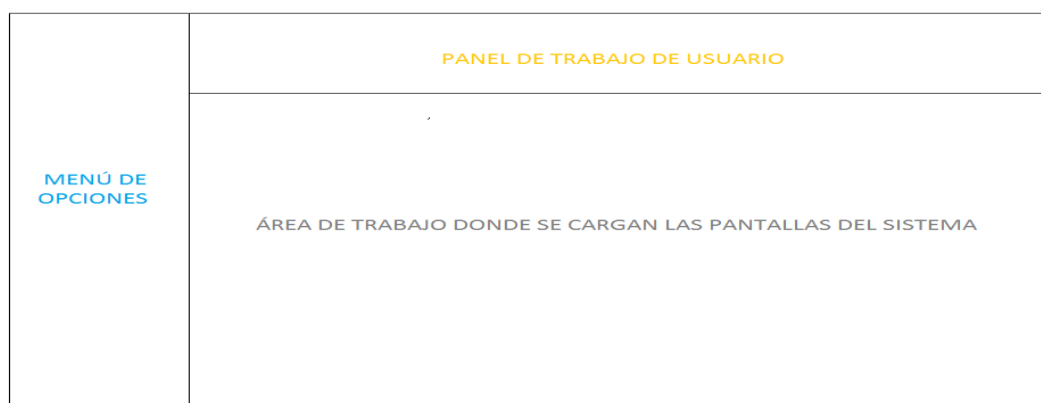 PANEL DE TRABAJO DE USUARIO
MENÚ DE
OPCIONES
ÁREA DE TRABAJO DONDE SE CARGAN LAS PANTALLAS DEL SISTEMA